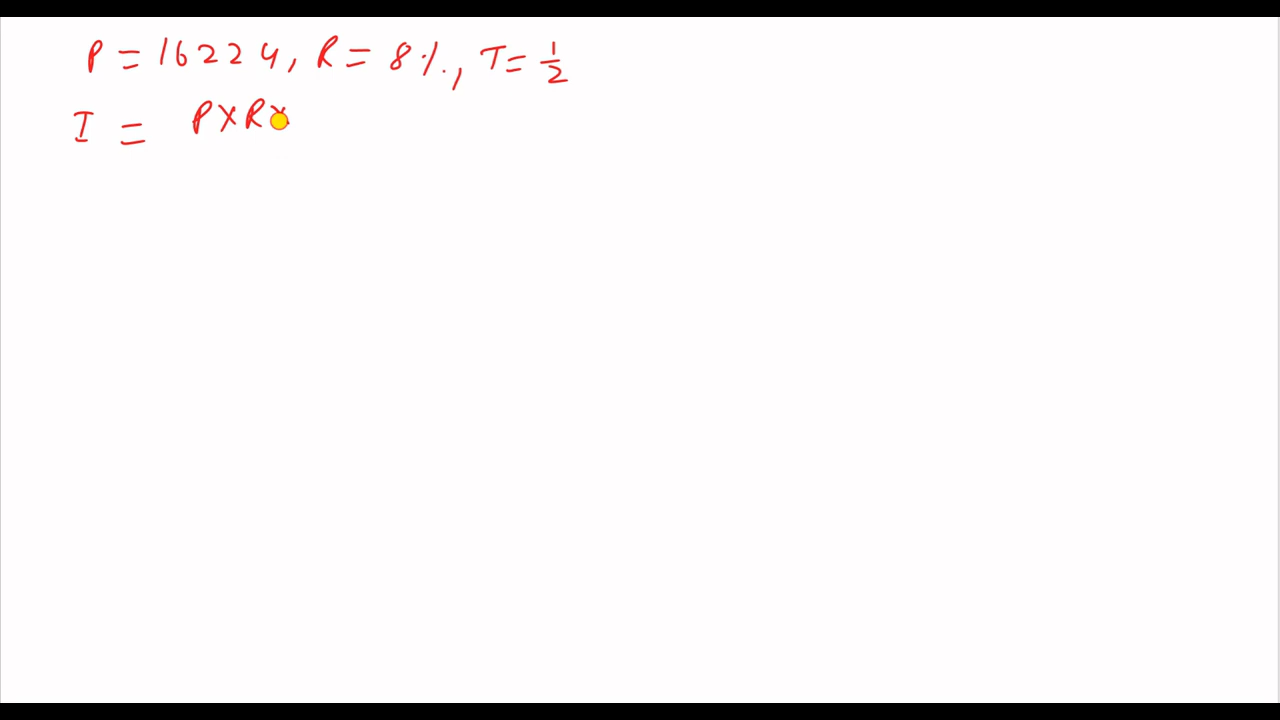 P = 16224, R = 8%, T = 1/2
I = P×R×